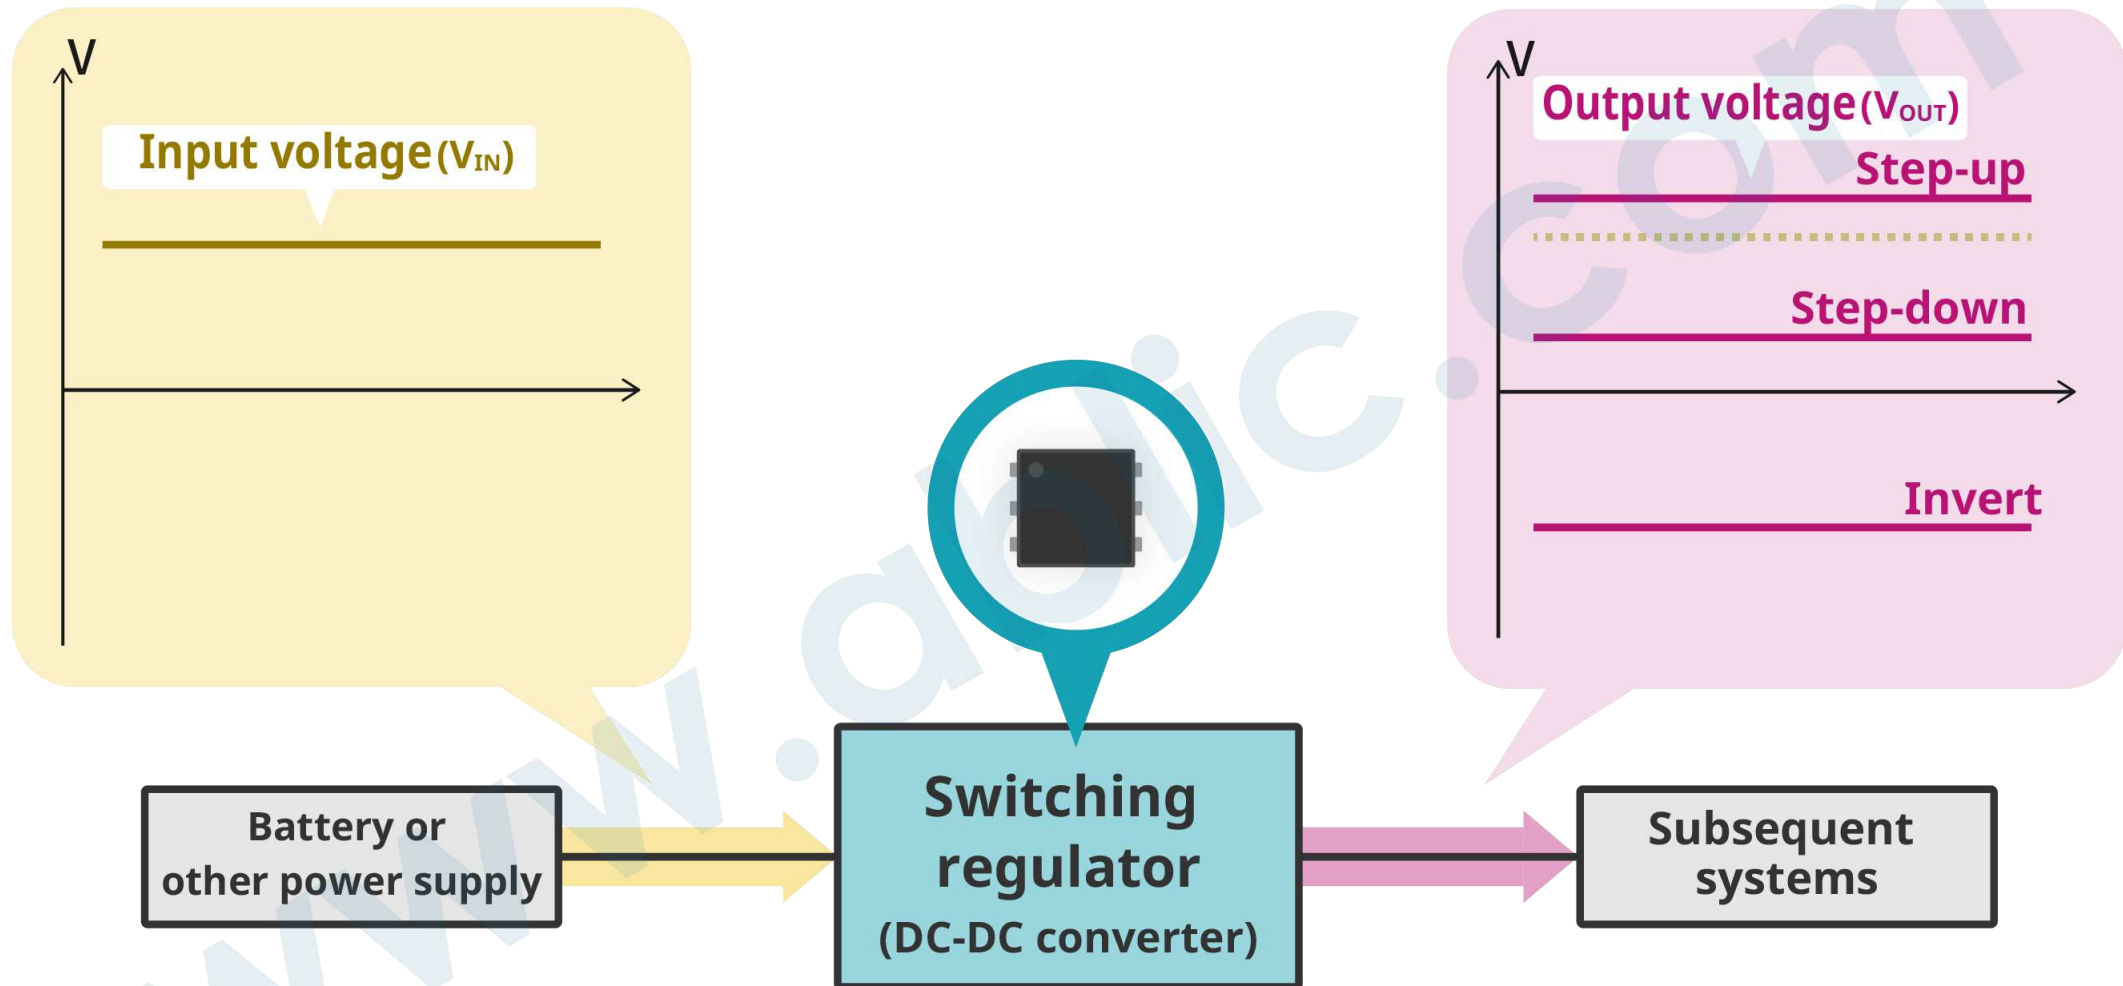 V
Input voltage(VIN)
V
Output voltage(VOUT)
Step-up
Step-down
Invert
Battery or
other power supply
Switching
regulator
(DC-DC converter)
Subsequent
systems
www.ablic.com